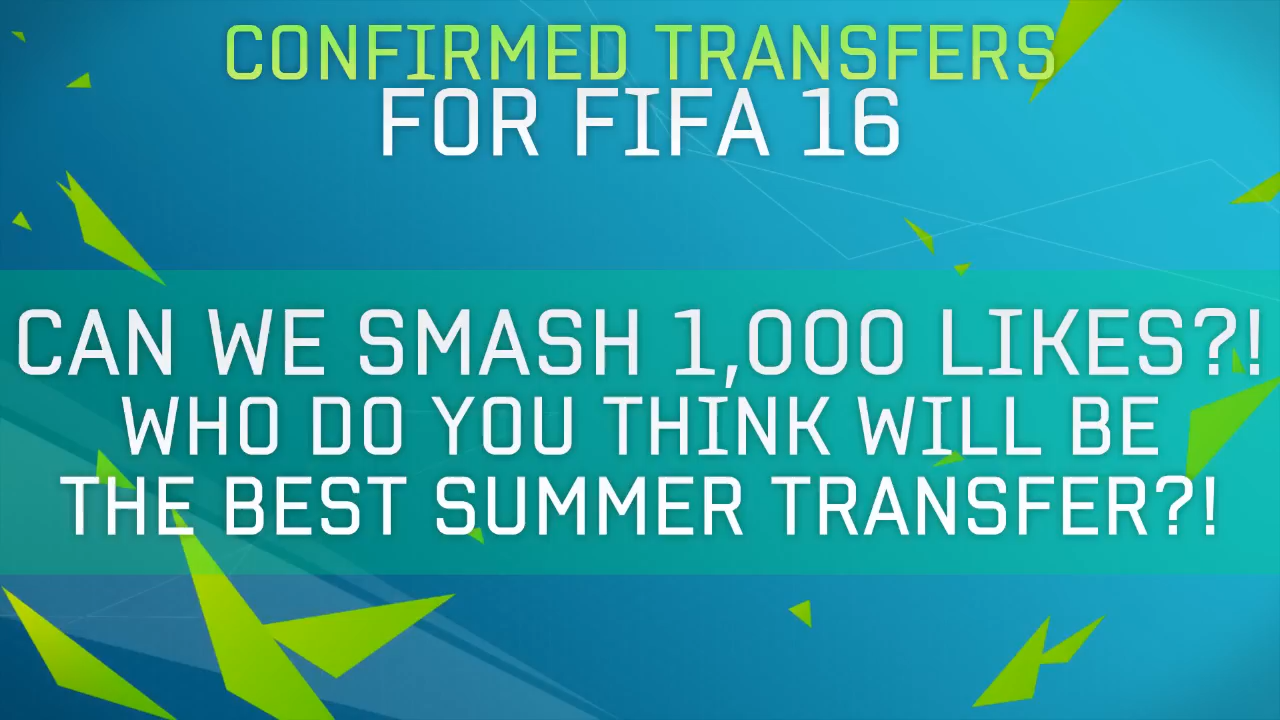 CONFIRMED TRANSFERS
FOR FIFA 16
CAN WE SMASH 1,000 LIKES?!
WHO DO YOU THINK WILL BE
THE BEST SUMMER TRANSFER?!